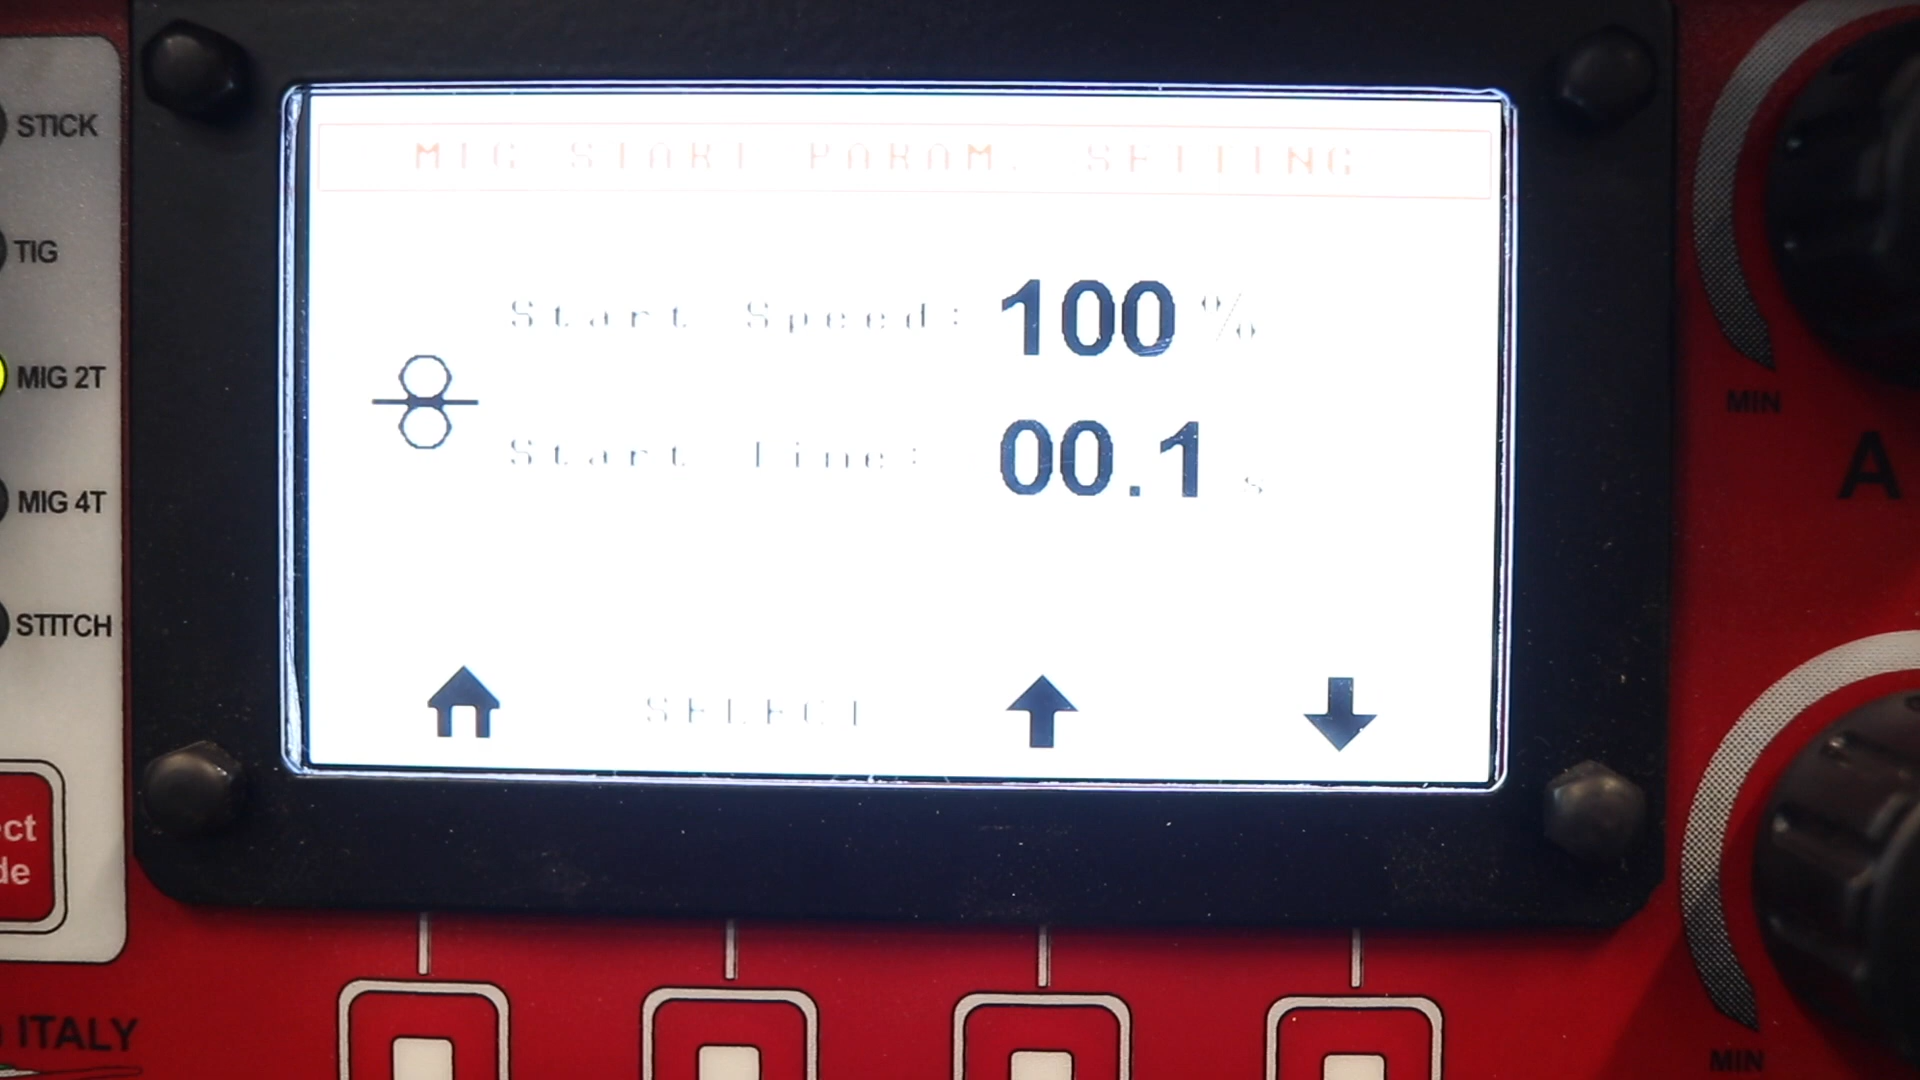 STICK
TIG
MIG 2T
MIG 4T
STITCH
MIG START PARAM. SETTING
Start Speed: 100 %
Start Time: 00.1 s
SELECT
MIN
A
MIN
ITALY